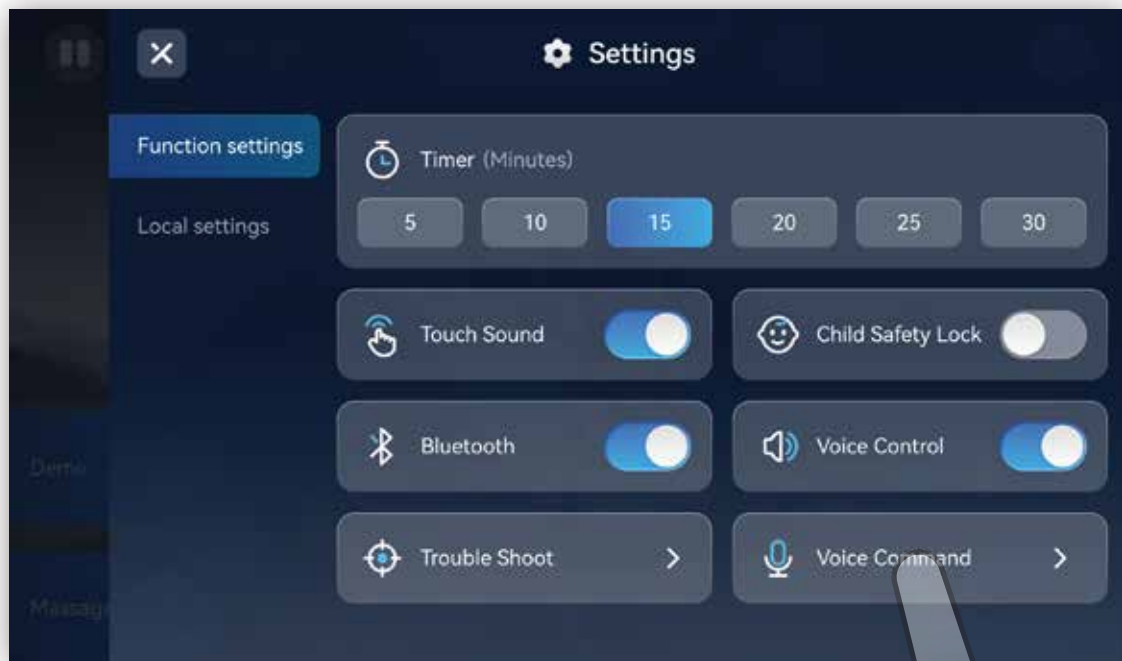 Settings
Function settings
Local settings
Timer (Minutes)
5 10 15 20 25 30
Touch Sound
Child Safety Lock
Bluetooth
Voice Control
Demo
Trouble Shoot
Voice Command
Massage